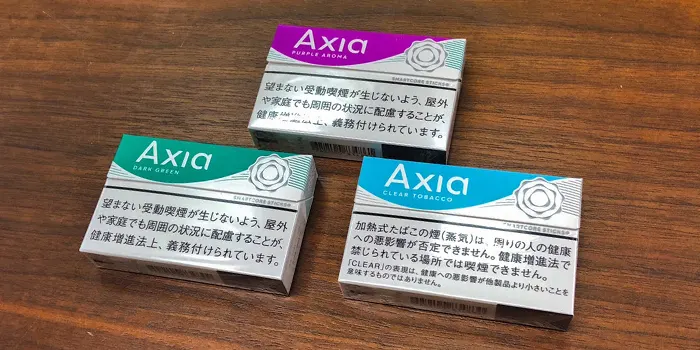 Axia
PURPLE AROMA
SMARTCORE STICKS®
望まない受動喫煙が生じないよう、屋外
や家庭でも周囲の状況に配慮することが、
健康増進法上、義務付けられています。
Axia
DARK GREEN
SMARTCORE STICKS®
望まない受動喫煙が生じないよう、屋外
や家庭でも周囲の状況に配慮することが、
健康増進法上、義務付けられています。
Axia
CLEAR TOBACCO
SMARTCORE STICKS®
加熱式たばこの煙(蒸気)は、周りの人の健康
への悪影響が否定できません。健康増進法で
禁じられている場所では喫煙できません。
「CLEAR」の表現は、健康への悪影響が他製品より小さいことを
意味するものではありません。